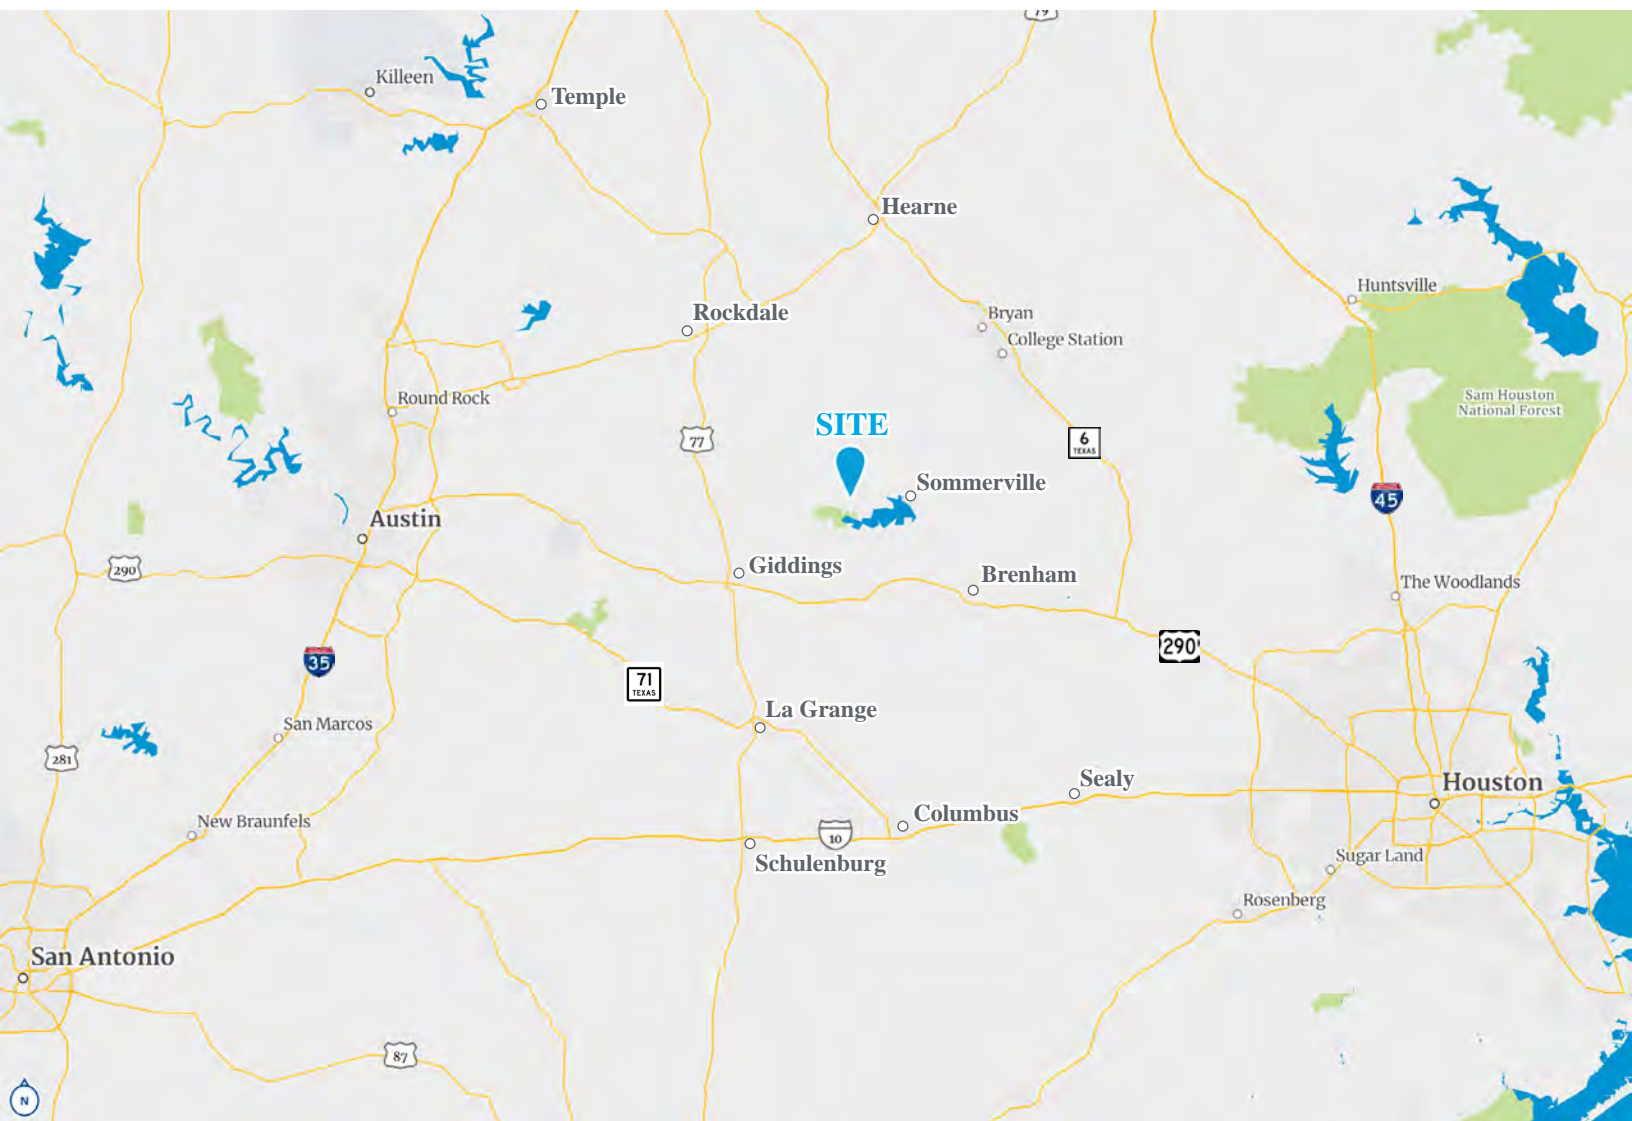 79
Killeen
Temple
Hearne
Huntsville
Rockdale
Bryan
College Station
Sam Houston
National Forest
Round Rock
SITE
77
6
TEXAS
Sommerville
45
Austin
290
Giddings
Brenham
The Woodlands
290
35
71
TEXAS
La Grange
San Marcos
281
Sealy
Houston
Columbus
New Braunfels
10
Schulenburg
Sugar Land
Rosenberg
San Antonio
87
N